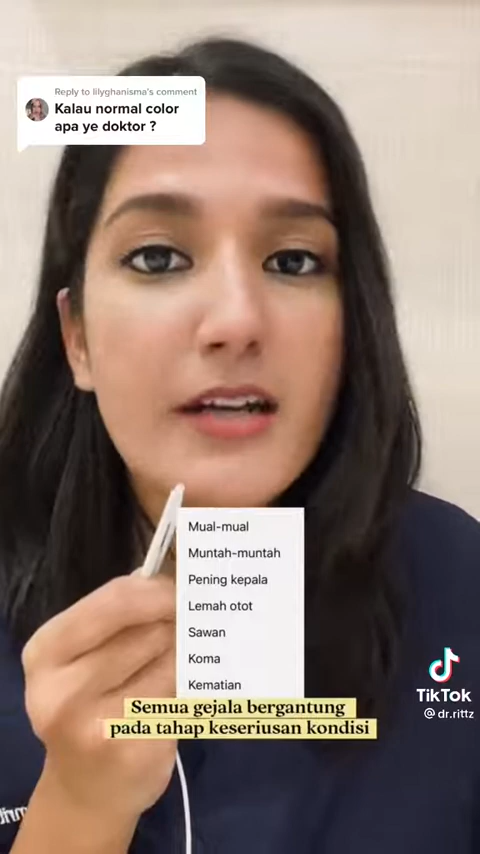 Reply to lilyghanisma's comment
Kalau normal color
apa ye doktor ?
Mual-mual
Muntah-muntah
Pening kepala
Lemah otot
Sawan
Koma
Kematian
Semua gejala bergantung
pada tahap keseriusan kondisi
TikTok
@dr.rittz